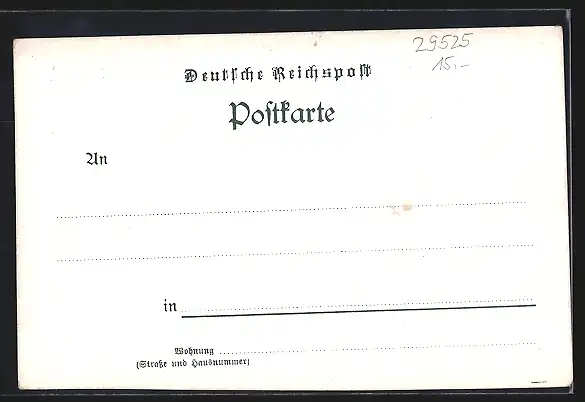 29525
15,-
Deutsche Reichspost
Postkarte
An
in
Wohnung
(Straße und Hausnummer)